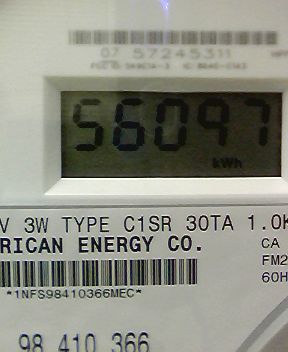 07 57245311
56097
kWh
V 3W TYPE C1SR 30TA 1.0K
RICAN ENERGY CO.
CA
FM2
60H
*1NFS98410366MEC*
98 410 366